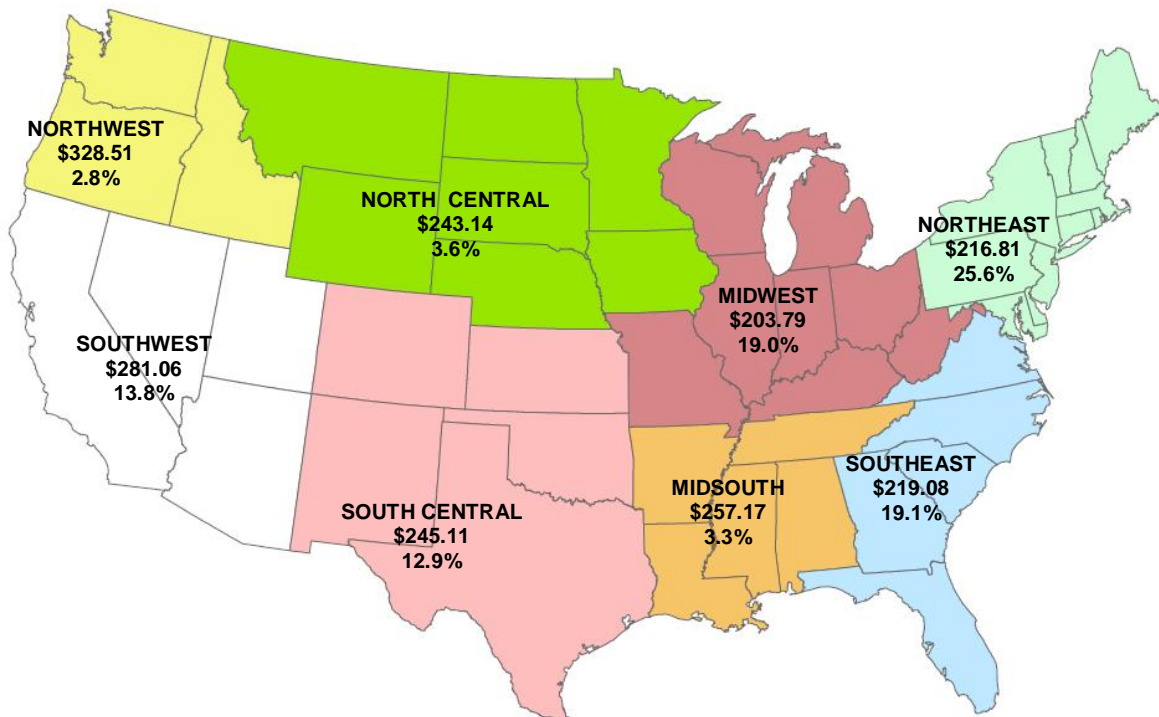 NORTHWEST
$328.51
2.8%
NORTH CENTRAL
$243.14
3.6%
NORTHEAST
$216.81
25.6%
MIDWEST
$203.79
19.0%
SOUTHWEST
$281.06
13.8%
SOUTHEAST
$219.08
19.1%
MIDSOUTH
$257.17
3.3%
SOUTH CENTRAL
$245.11
12.9%